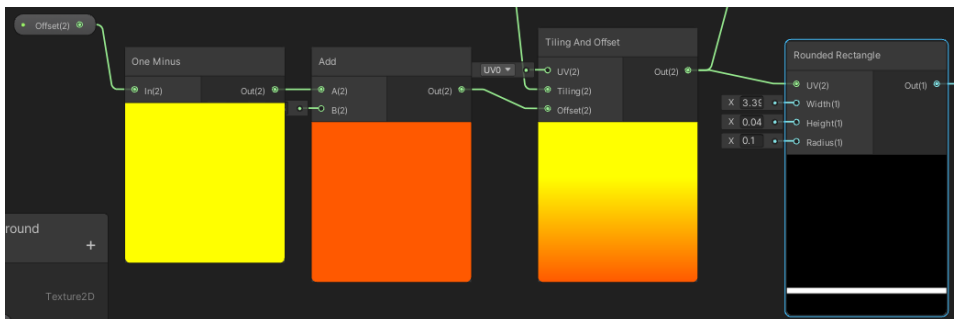 Offset(2)
One Minus
In(2)
Out(2)
Add
A(2)
Out(2)
B(2)
Tiling And Offset
UV0
UV(2)
Out(2)
Tiling(2)
Offset(2)
Rounded Rectangle
UV(2)
Out(1)
X 3.39
Width(1)
X 0.04
Height(1)
X 0.1
Radius(1)
round
+
Texture2D